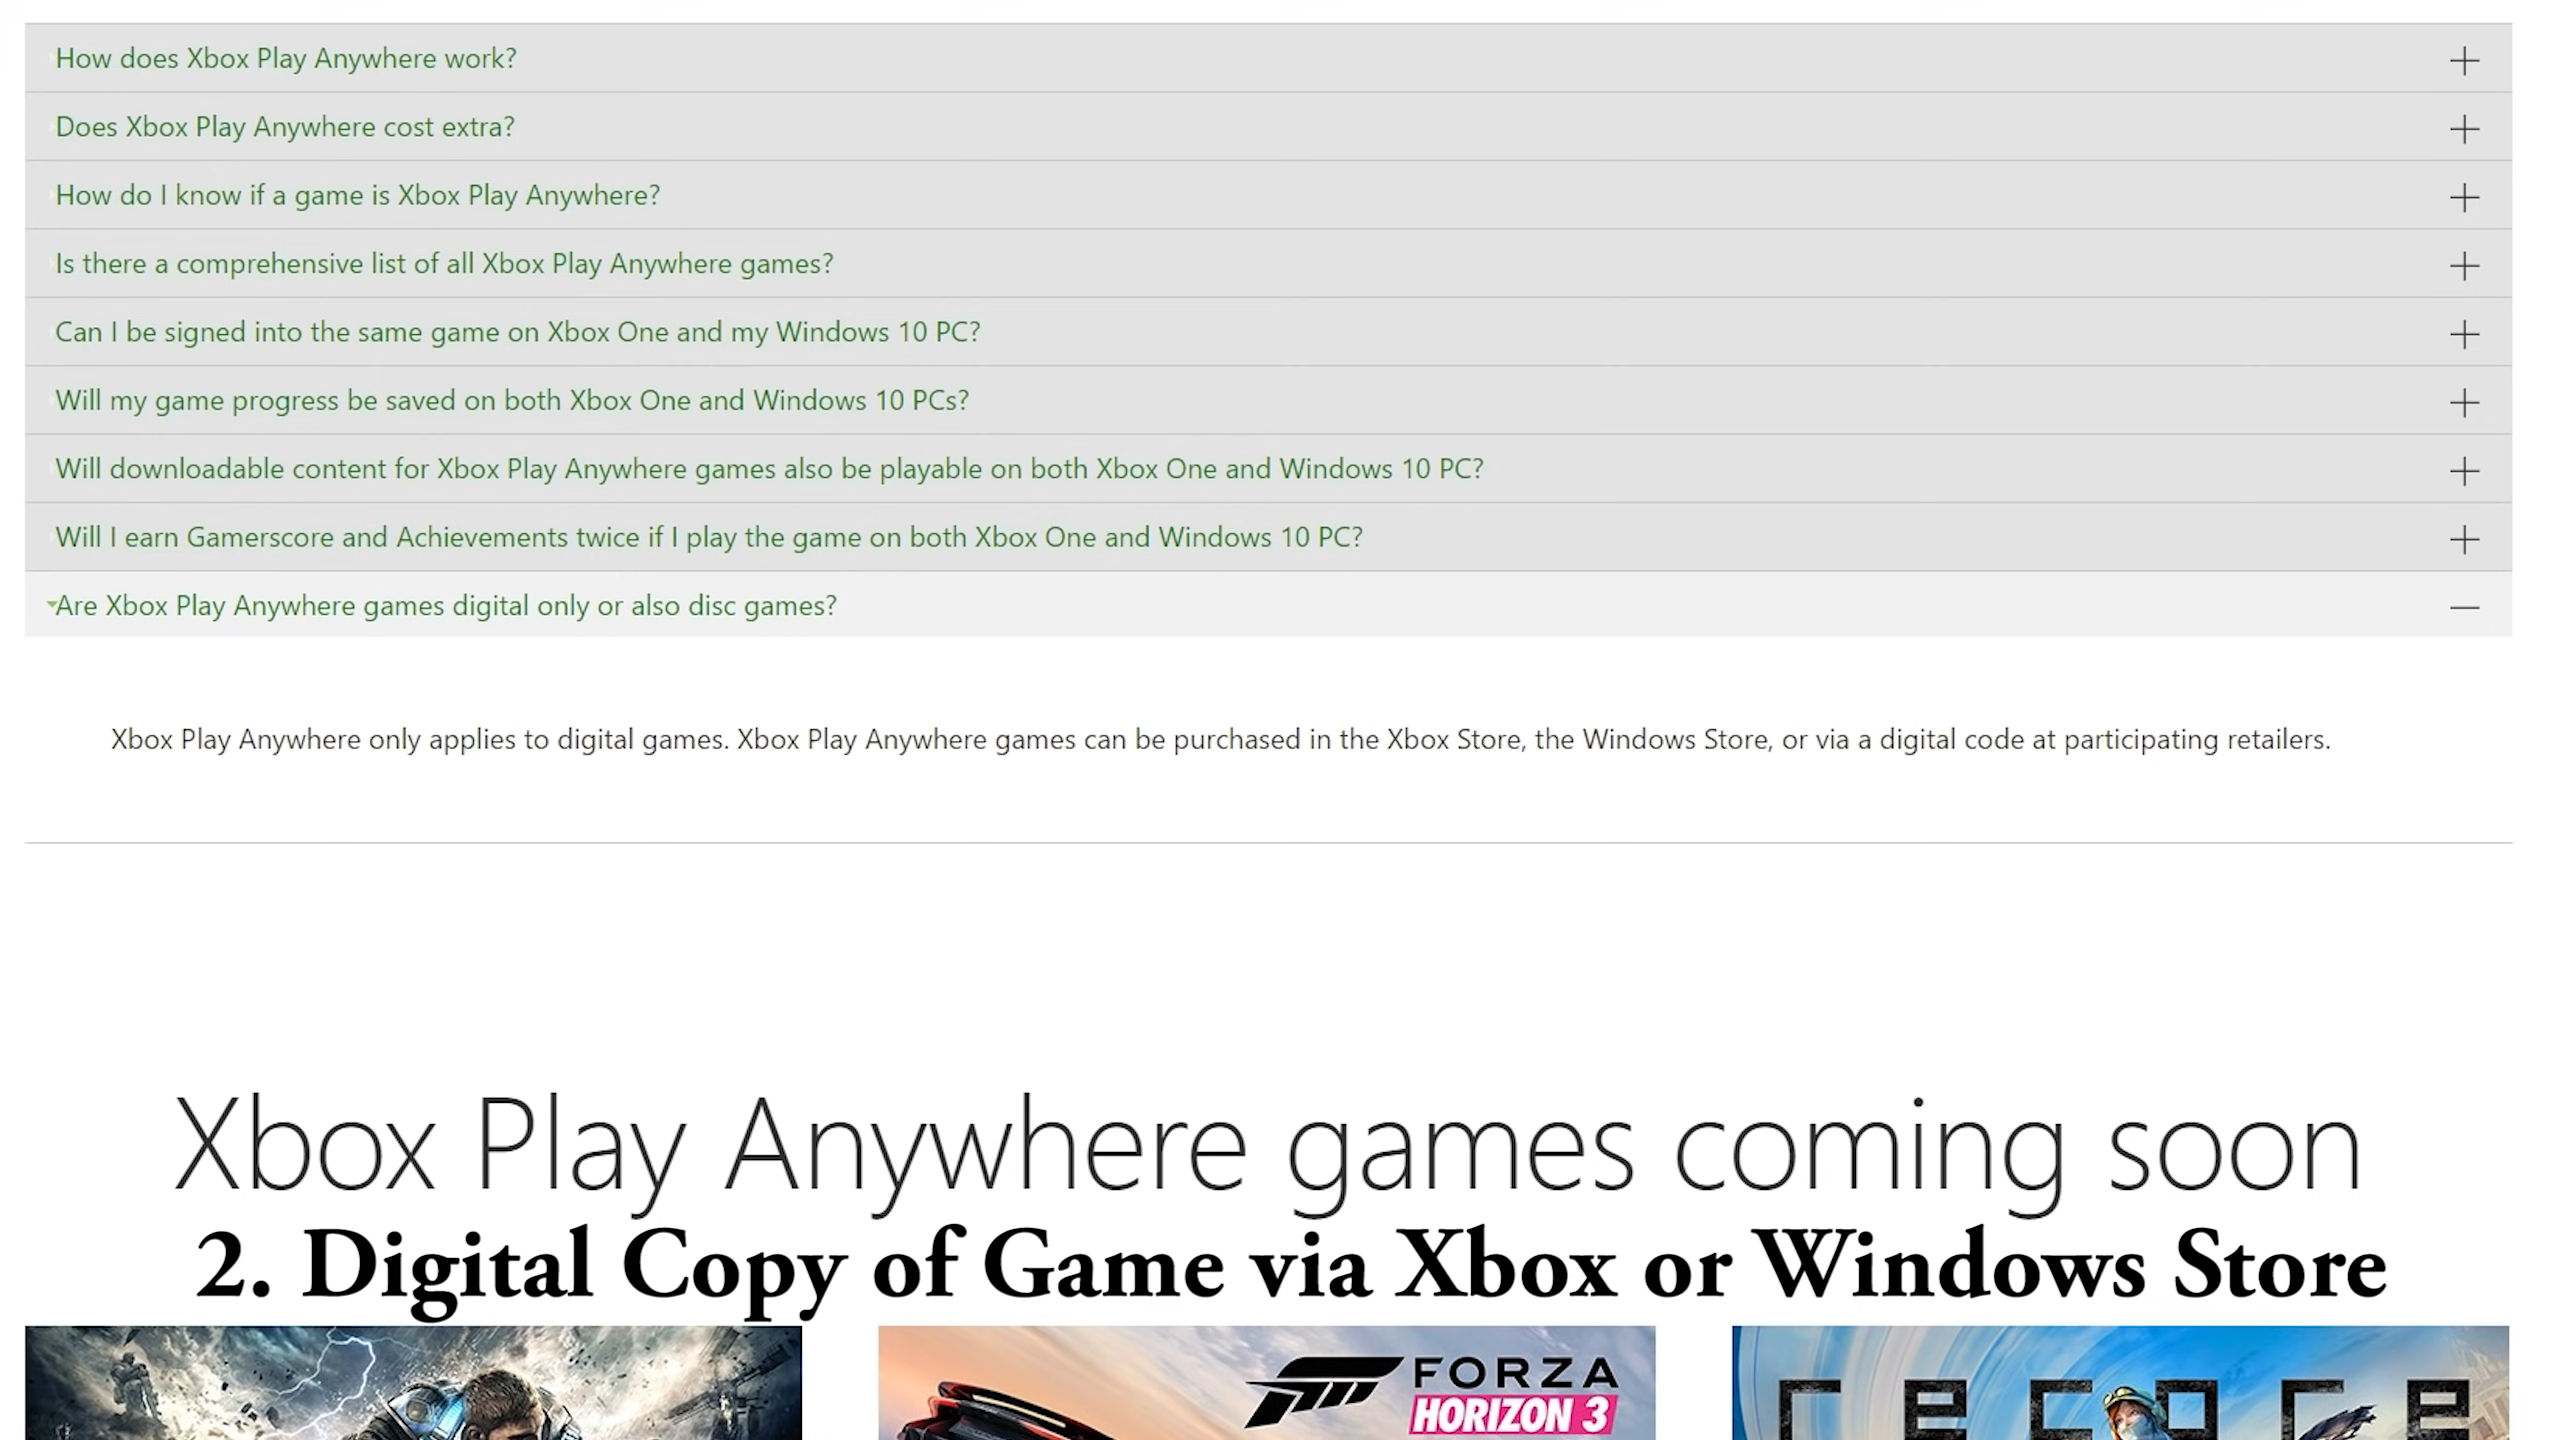 How does Xbox Play Anywhere work?
Does Xbox Play Anywhere cost extra?
How do I know if a game is Xbox Play Anywhere?
Is there a comprehensive list of all Xbox Play Anywhere games?
Can I be signed into the same game on Xbox One and my Windows 10 PC?
Will my game progress be saved on both Xbox One and Windows 10 PCs?
Will downloadable content for Xbox Play Anywhere games also be playable on both Xbox One and Windows 10 PC?
Will I earn Gamerscore and Achievements twice if I play the game on both Xbox One and Windows 10 PC?
Are Xbox Play Anywhere games digital only or also disc games?
Xbox Play Anywhere only applies to digital games. Xbox Play Anywhere games can be purchased in the Xbox Store, the Windows Store, or via a digital code at participating retailers.
Xbox Play Anywhere games coming soon
2. Digital Copy of Game via Xbox or Windows Store
FORZA
HORIZON 3
recore